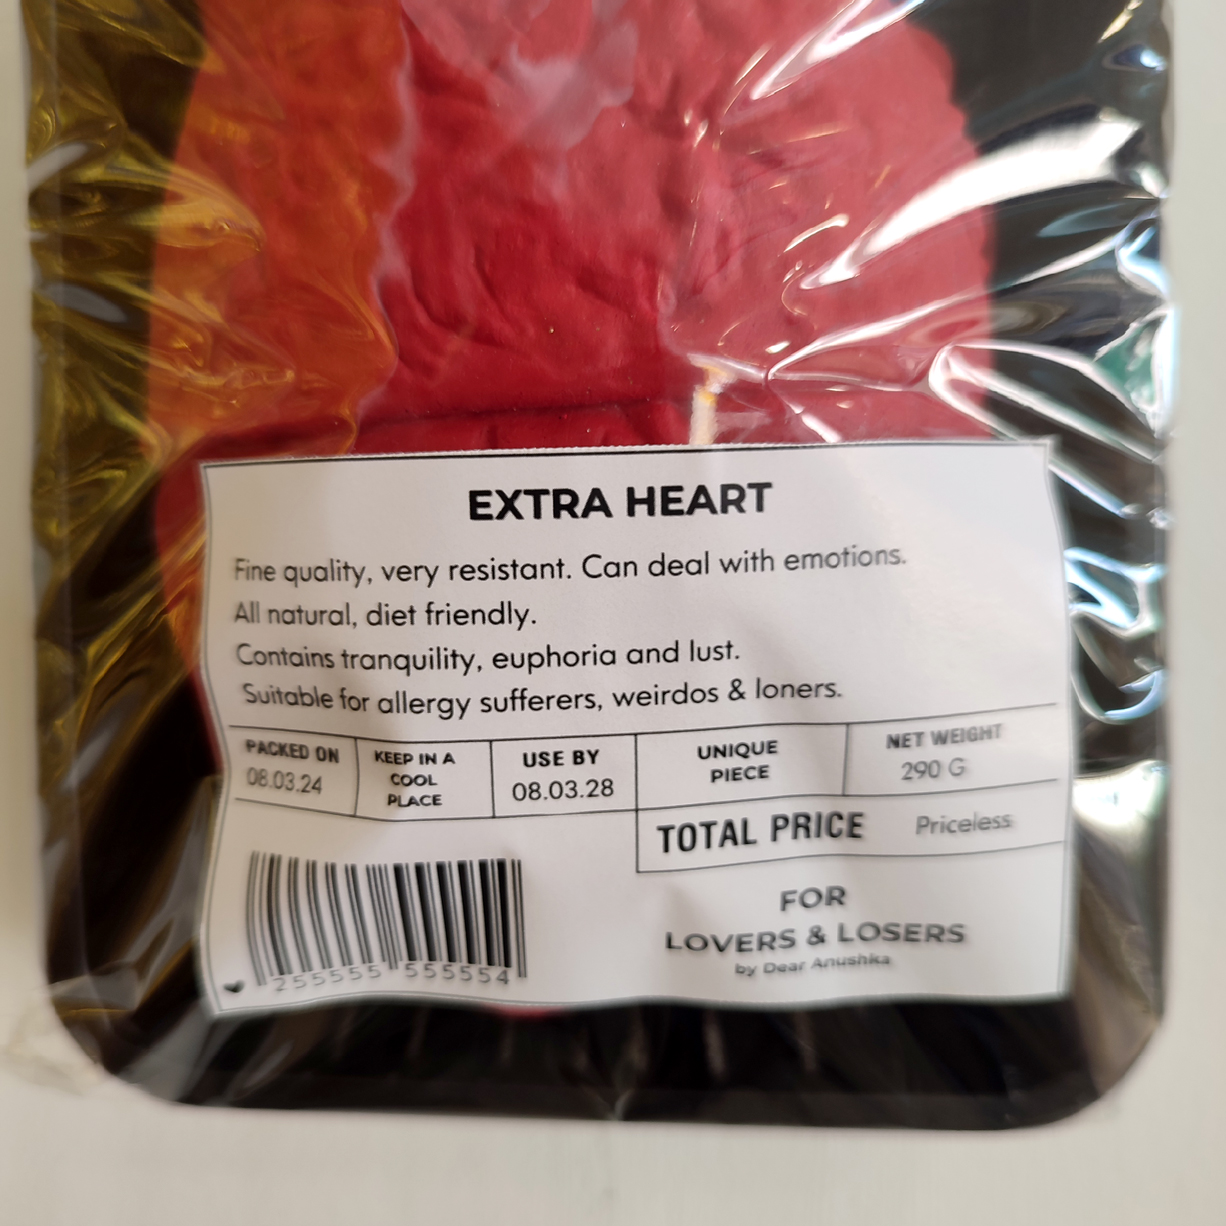 EXTRA HEART
Fine quality, very resistant. Can deal with emotions.
All natural, diet friendly.
Contains tranquility, euphoria and lust.
Suitable for allergy sufferers, weirdos & loners.
PACKED ON
08.03.24
KEEP IN A
COOL
PLACE
USE BY
08.03.28
UNIQUE
PIECE
NET WEIGHT
290 G
TOTAL PRICE Priceless
255555 555554
FOR
LOVERS & LOSERS
by Dear Anushka